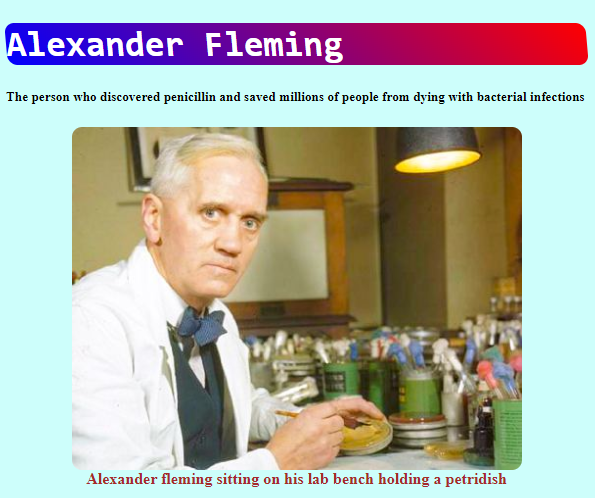 Alexander Fleming
The person who discovered penicillin and saved millions of people from dying with bacterial infections
Alexander fleming sitting on his lab bench holding a petridish